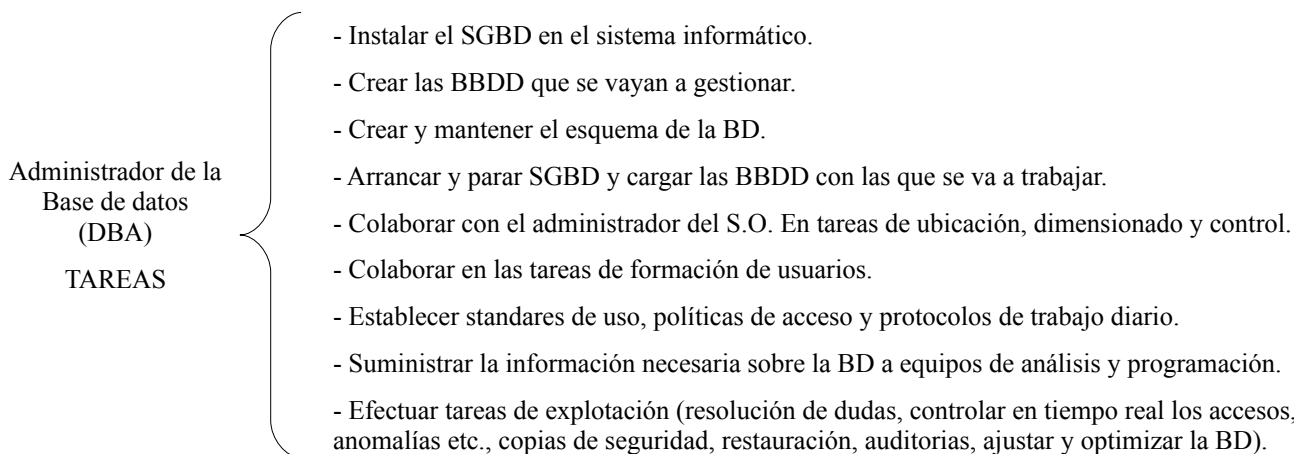 Administrador de la
Base de datos
(DBA)
TAREAS
- Instalar el SGBD en el sistema informático.
- Crear las BBDD que se vayan a gestionar.
- Crear y mantener el esquema de la BD.
- Arrancar y parar SGBD y cargar las BBDD con las que se va a trabajar.
- Colaborar con el administrador del S.O. En tareas de ubicación, dimensionado y control.
- Colaborar en las tareas de formación de usuarios.
- Establecer standares de uso, políticas de acceso y protocolos de trabajo diario.
- Suministrar la información necesaria sobre la BD a equipos de análisis y programación.
- Efectuar tareas de explotación (resolución de dudas, controlar en tiempo real los accesos,
anomalías etc., copias de seguridad, restauración, auditorias, ajustar y optimizar la BD).